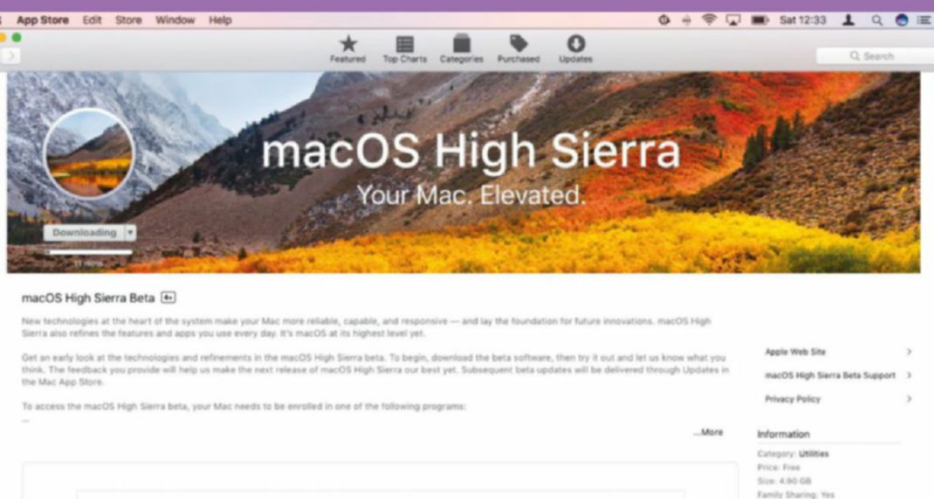 App Store Edit Store Window Help Sat 12:33
Featured Top Charts Categories Purchased Updates Search
macOS High Sierra
Your Mac. Elevated.
Downloading
macOS High Sierra Beta 4+
New technologies at the heart of the system make your Mac more reliable, capable, and responsive — and lay the foundation for future innovations. macOS High
Sierra also refines the features and apps you use every day. It's macOS at its highest level yet.
Get an early look at the technologies and refinements in the macOS High Sierra beta. To begin, download the beta software, then try it out and let us know what you
think. The feedback you provide will help us make the next release of macOS High Sierra our best yet. Subsequent beta updates will be delivered through Updates in
the Mac App Store.
To access the macOS High Sierra beta, your Mac needs to be enrolled in one of the following programs:
...
...More
Apple Web Site
macOS High Sierra Beta Support
Privacy Policy
Information
Category: Utilities
Price: Free
Size: 4.90 GB
Family Sharing: Yes